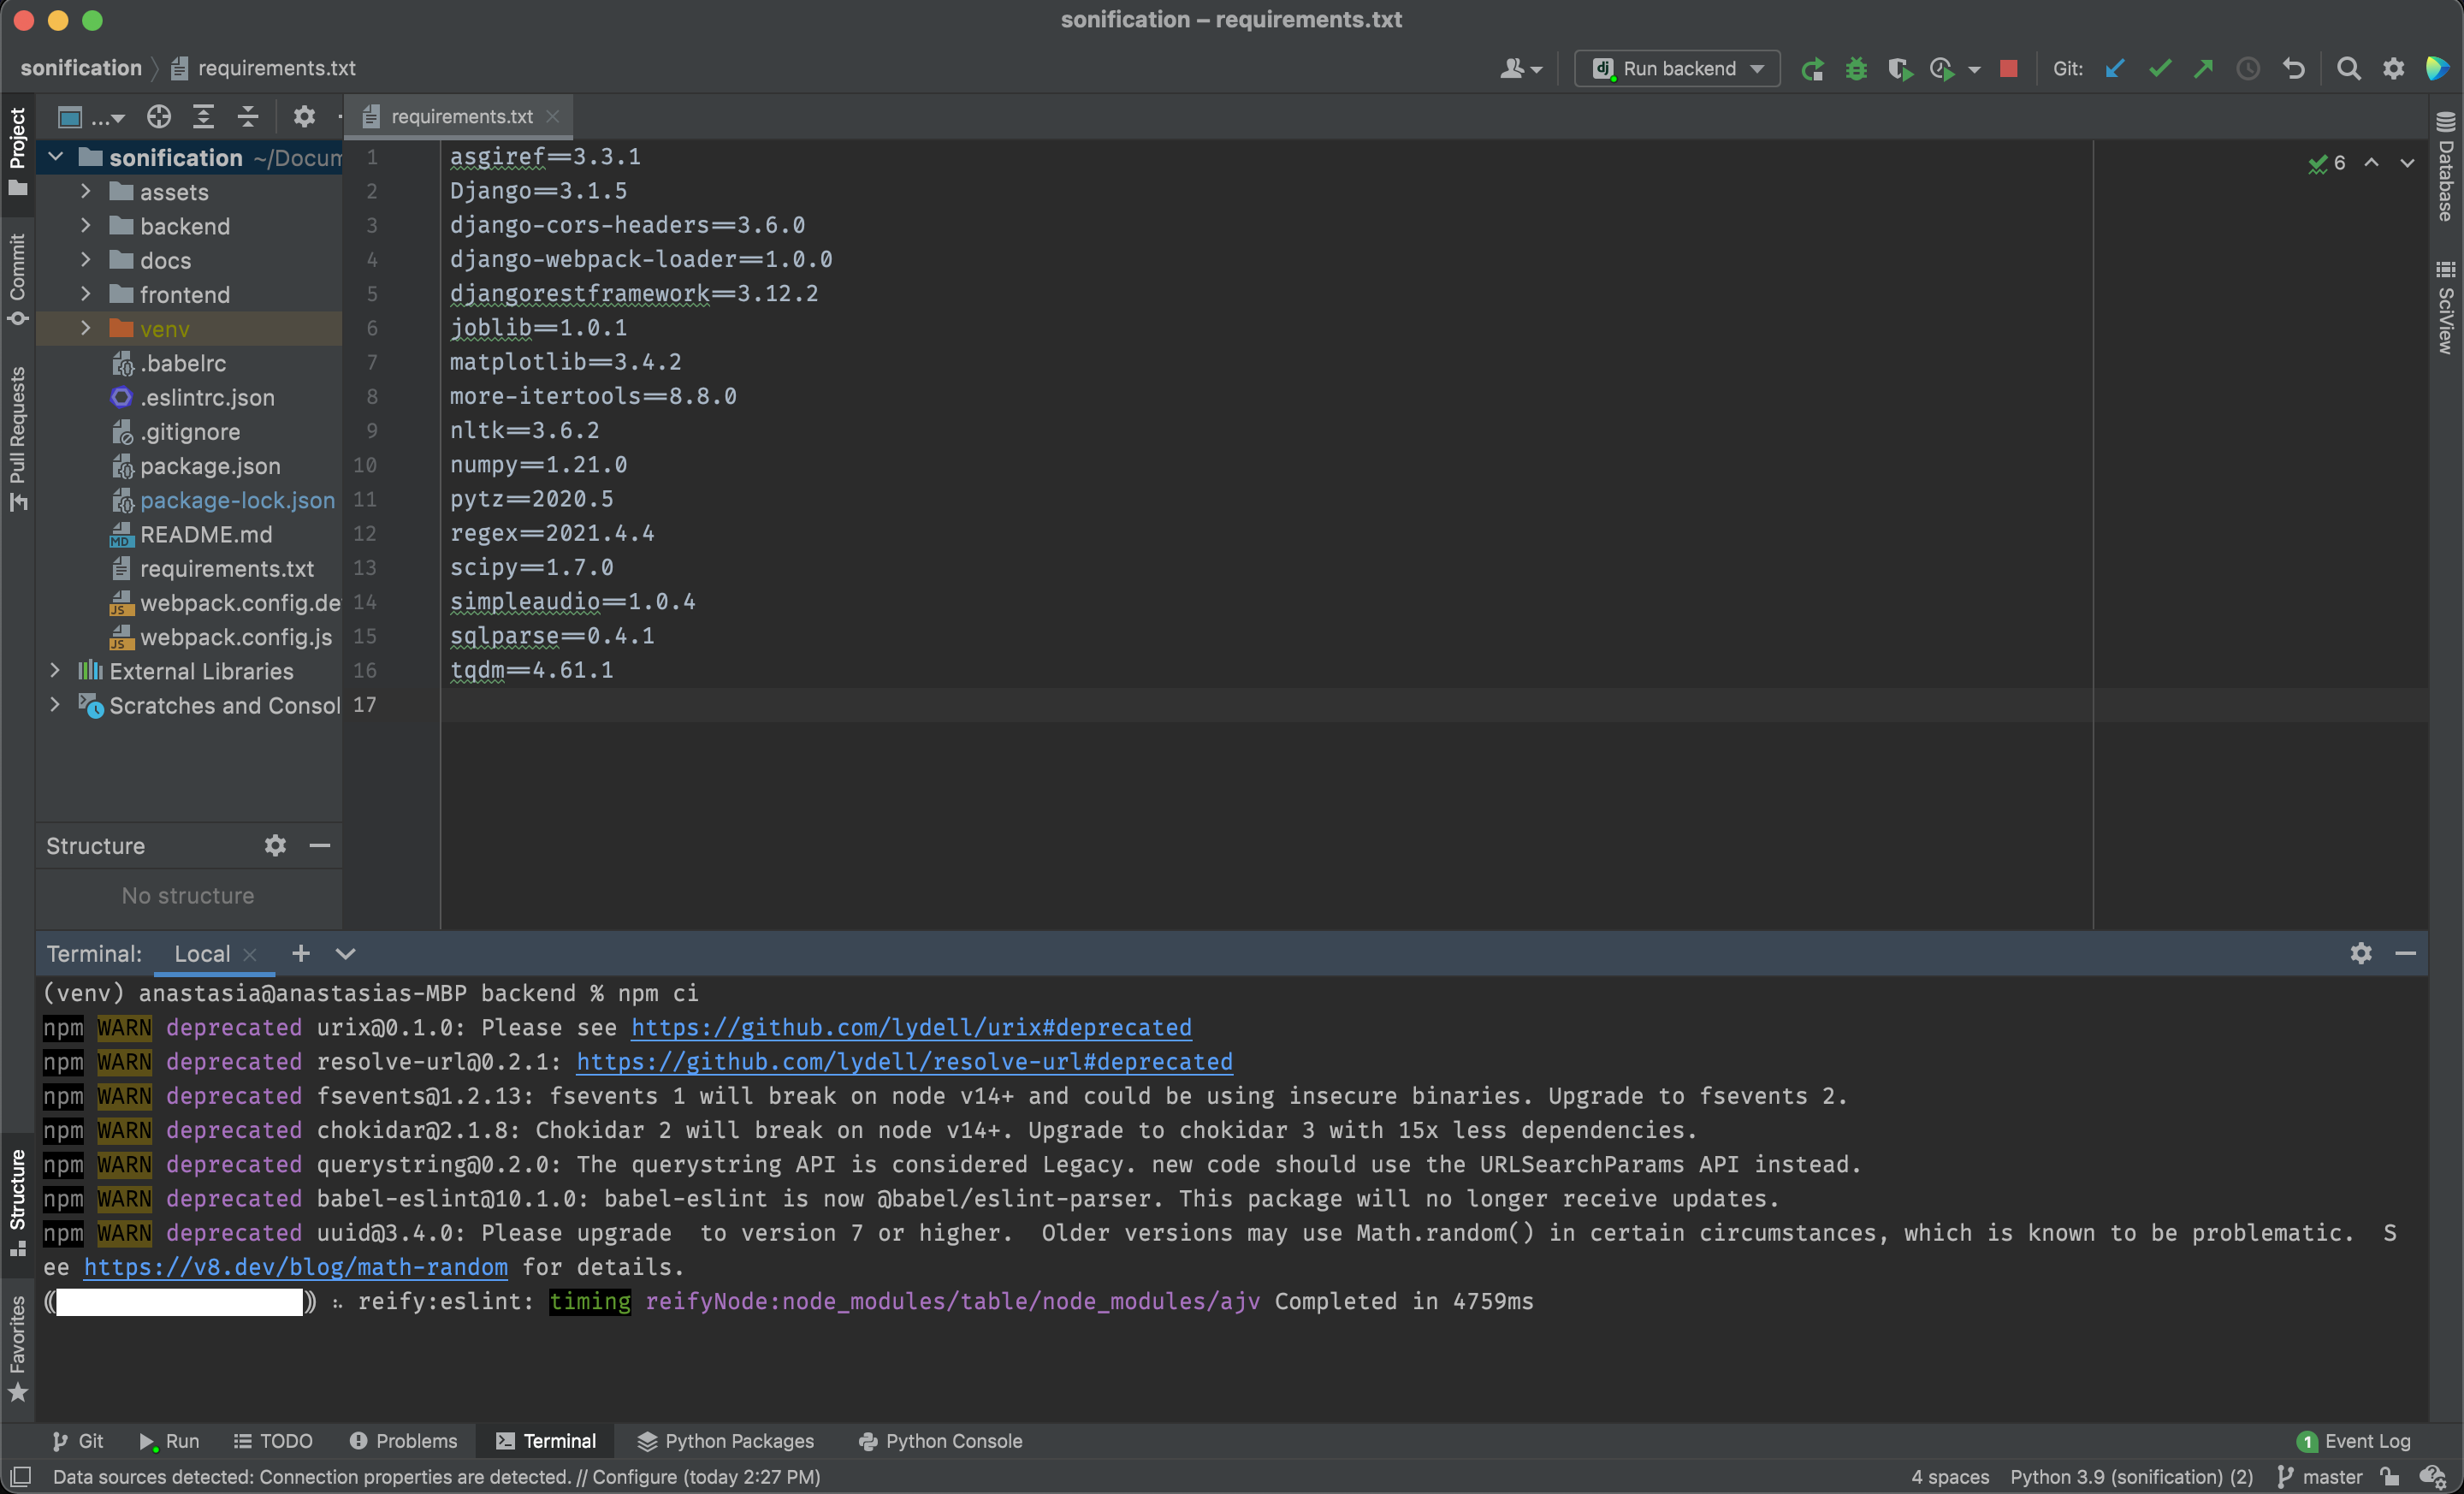 sonification – requirements.txt
sonification
requirements.txt
Run backend
Git:
Project
Commit
Pull Requests
Structure
Favorites
...
sonification ~/Docum
assets
backend
docs
frontend
venv
.babelrc
.eslintrc.json
.gitignore
package.json
package-lock.json
README.md
requirements.txt
webpack.config.de
webpack.config.js
External Libraries
Scratches and Consol
Structure
No structure
requirements.txt
1 asgiref==3.3.1
2 Django==3.1.5
3 django-cors-headers==3.6.0
4 django-webpack-loader==1.0.0
5 djangorestframework==3.12.2
6 joblib==1.0.1
7 matplotlib==3.4.2
8 more-itertools==8.8.0
9 nltk==3.6.2
10 numpy==1.21.0
11 pytz==2020.5
12 regex==2021.4.4
13 scipy==1.7.0
14 simpleaudio==1.0.4
15 sqlparse==0.4.1
16 tqdm==4.61.1
17
6
Database
SciView
Terminal: Local
(venv) anastasia@anastasias-MBP backend % npm ci
npm WARN deprecated urix@0.1.0: Please see https://github.com/lydell/urix#deprecated
npm WARN deprecated resolve-url@0.2.1: https://github.com/lydell/resolve-url#deprecated
npm WARN deprecated fsevents@1.2.13: fsevents 1 will break on node v14+ and could be using insecure binaries. Upgrade to fsevents 2.
npm WARN deprecated chokidar@2.1.8: Chokidar 2 will break on node v14+. Upgrade to chokidar 3 with 15x less dependencies.
npm WARN deprecated querystring@0.2.0: The querystring API is considered Legacy. new code should use the URLSearchParams API instead.
npm WARN deprecated babel-eslint@10.1.0: babel-eslint is now @babel/eslint-parser. This package will no longer receive updates.
npm WARN deprecated uuid@3.4.0: Please upgrade  to version 7 or higher.  Older versions may use Math.random() in certain circumstances, which is known to be problematic.  S
ee https://v8.dev/blog/math-random for details.
(( )) ⠦ reify:eslint: timing reifyNode:node_modules/table/node_modules/ajv Completed in 4759ms
Git Run TODO Problems Terminal Python Packages Python Console 1 Event Log
Data sources detected: Connection properties are detected. // Configure (today 2:27 PM) 4 spaces Python 3.9 (sonification) (2) master